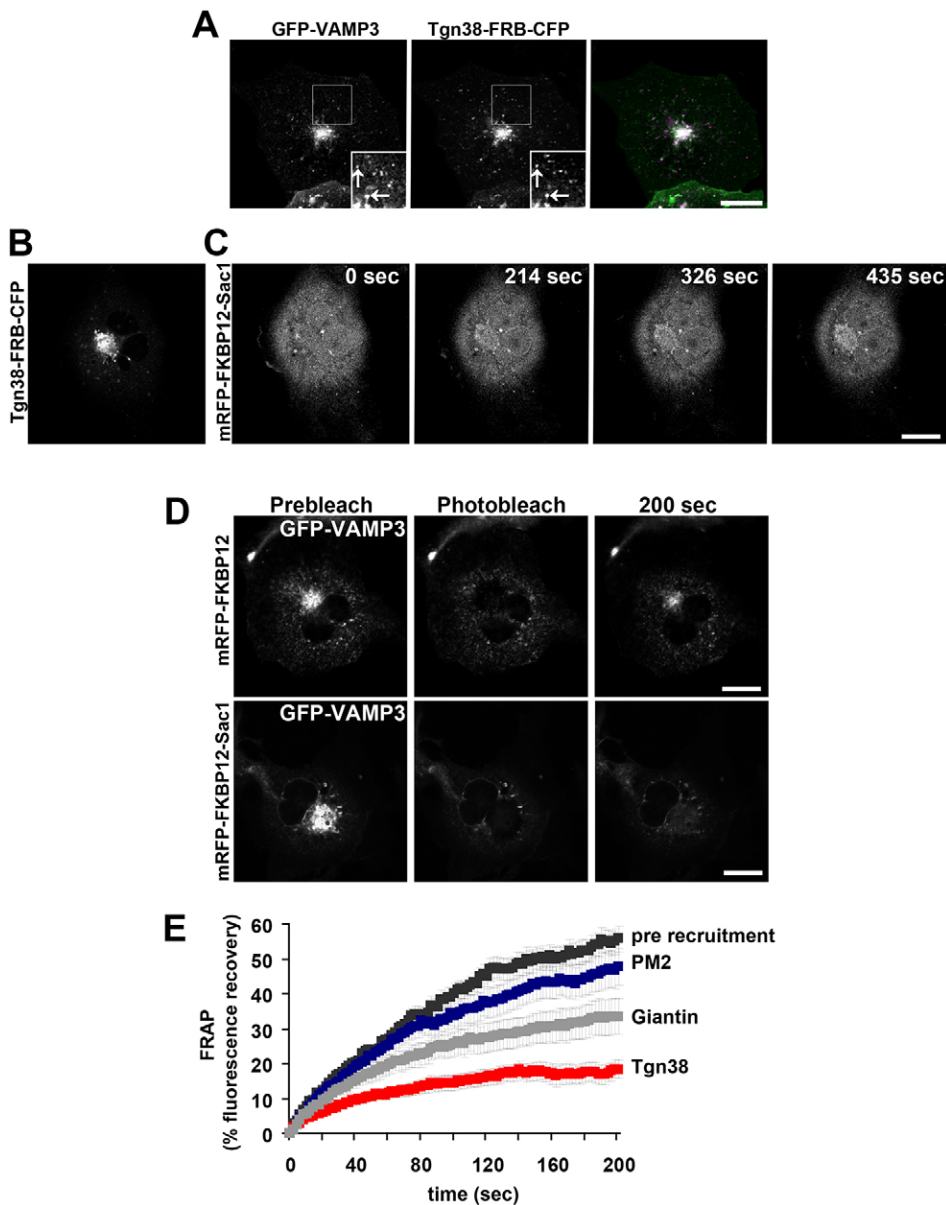 A
GFP-VAMP3 Tgn38-FRB-CFP
B
Tgn38-FRB-CFP
C
mRFP-FKBP12-Sac1
0 sec 214 sec 326 sec 435 sec
D
Prebleach Photobleach 200 sec
mRFP-FKBP12
GFP-VAMP3
mRFP-FKBP12-Sac1
GFP-VAMP3
E
FRAP
(% fluorescence recovery)
60
50
40
30
20
10
0
pre recruitment
PM2
Giantin
Tgn38
0 40 80 120 160 200
time (sec)